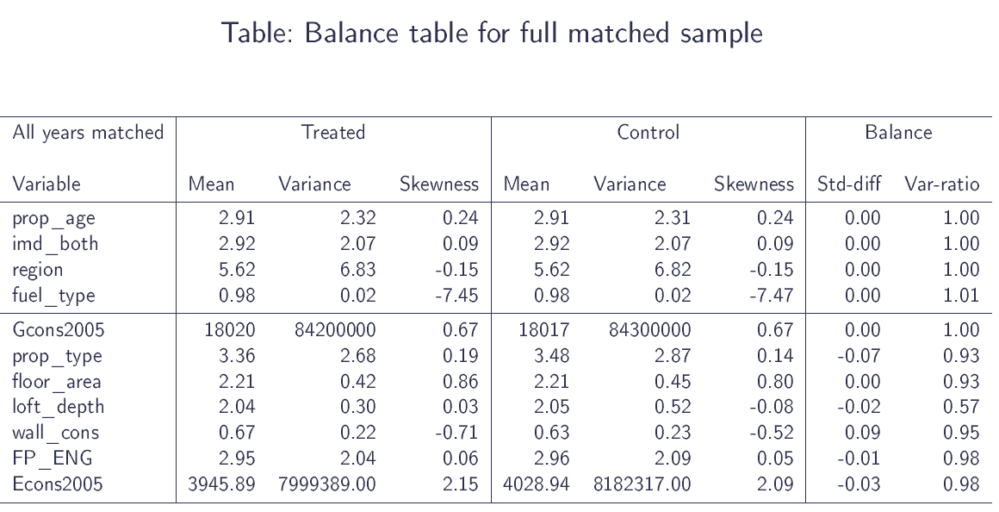 Table: Balance table for full matched sample
All years matched Treated Control Balance
Variable Mean Variance Skewness Mean Variance Skewness Std-diff Var-ratio
prop_age 2.91 2.32 0.24 2.91 2.31 0.24 0.00 1.00
imd_both 2.92 2.07 0.09 2.92 2.07 0.09 0.00 1.00
region 5.62 6.83 -0.15 5.62 6.82 -0.15 0.00 1.00
fuel_type 0.98 0.02 -7.45 0.98 0.02 -7.47 0.00 1.01
Gcons2005 18020 84200000 0.67 18017 84300000 0.67 0.00 1.00
prop_type 3.36 2.68 0.19 3.48 2.87 0.14 -0.07 0.93
floor_area 2.21 0.42 0.86 2.21 0.45 0.80 0.00 0.93
loft_depth 2.04 0.30 0.03 2.05 0.52 -0.08 -0.02 0.57
wall_cons 0.67 0.22 -0.71 0.63 0.23 -0.52 0.09 0.95
FP_ENG 2.95 2.04 0.06 2.96 2.09 0.05 -0.01 0.98
Econs2005 3945.89 7999389.00 2.15 4028.94 8182317.00 2.09 -0.03 0.98